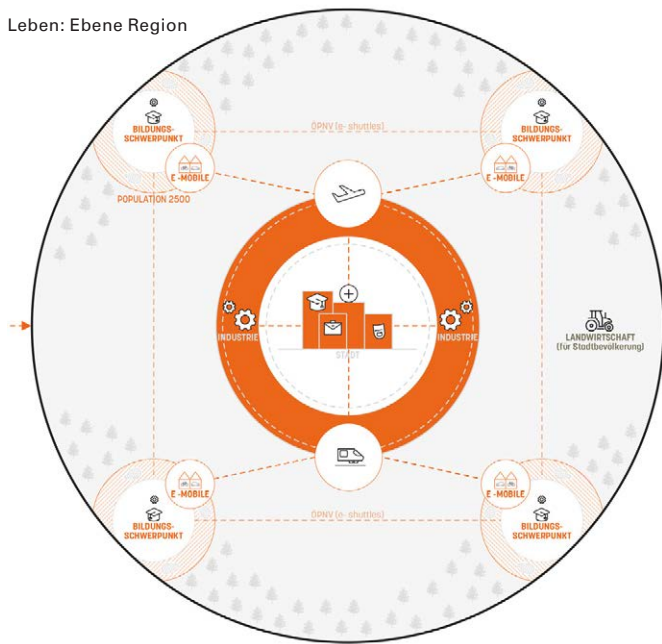 Leben: Ebene Region
BILDUNGS-
SCHWERPUNKT
BILDUNGS-
SCHWERPUNKT
ÖPNV (e- shuttles)
E -MOBILE
E -MOBILE
POPULATION 2500
INDUSTRIE
INDUSTRIE
STADT
LANDWIRTSCHAFT
(für Stadtbevölkerung)
E -MOBILE
E -MOBILE
ÖPNV (e- shuttles)
BILDUNGS-
SCHWERPUNKT
BILDUNGS-
SCHWERPUNKT